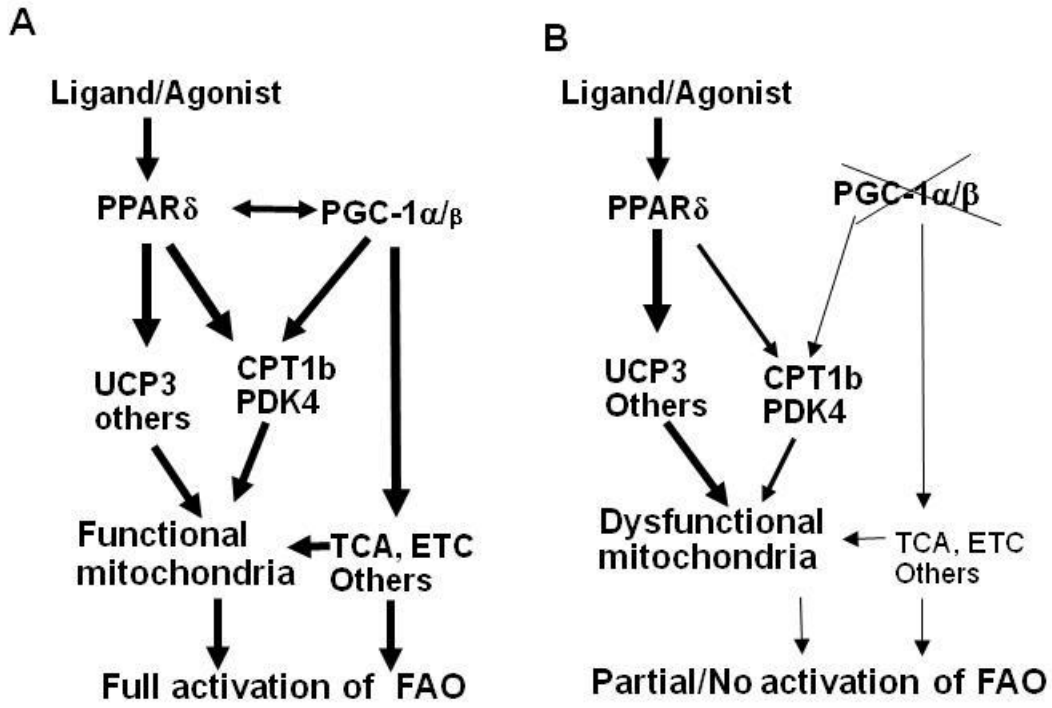 A
Ligand/Agonist
PPARδ
PGC-1α/β
UCP3
others
CPT1b
PDK4
Functional
mitochondria
TCA, ETC
Others
Full activation of FAO
B
Ligand/Agonist
PPARδ
PGC-1α/β
UCP3
Others
CPT1b
PDK4
Dysfunctional
mitochondria
TCA, ETC
Others
Partial/No activation of FAO